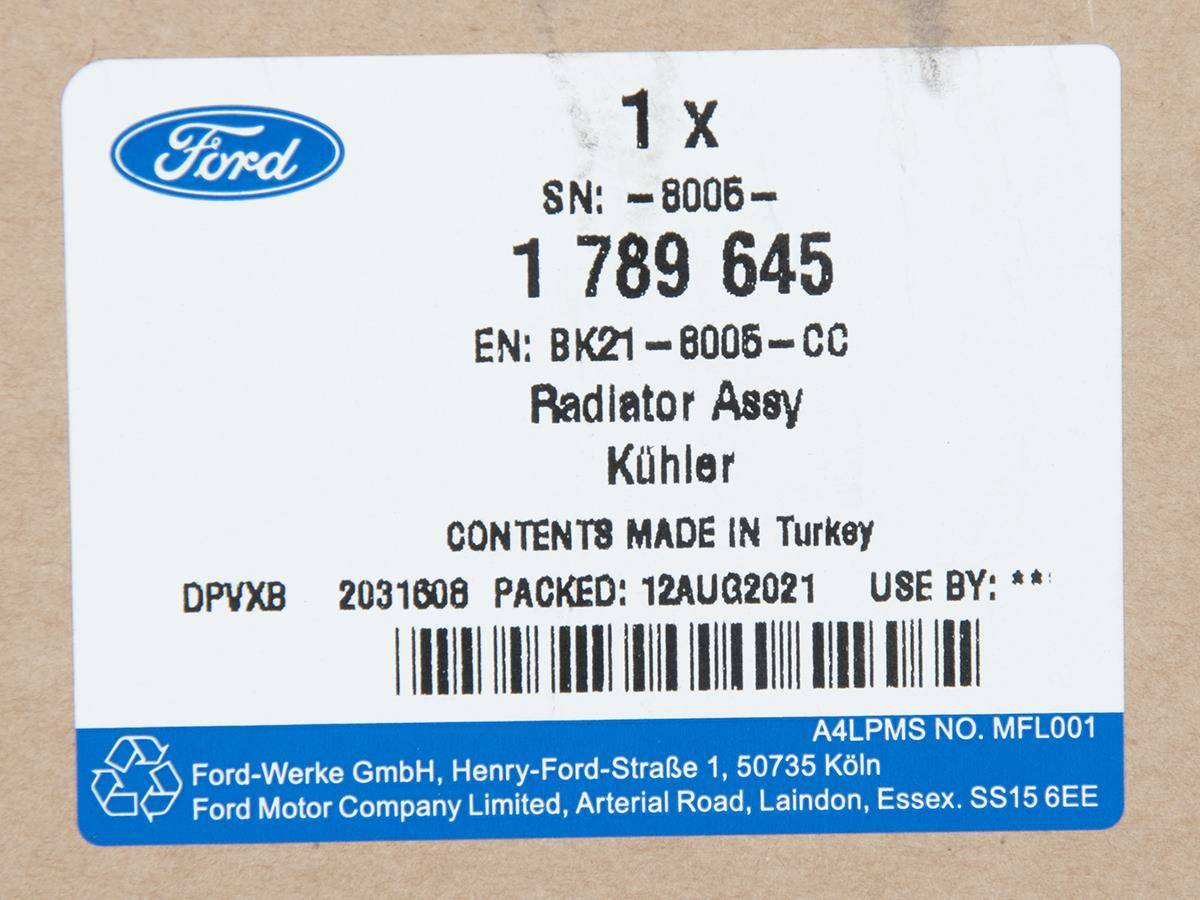 Ford
1 x
SN: -8005-
1 789 645
EN: BK21-8005-CC
Radiator Assy
Kühler
CONTENTS MADE IN Turkey
DPVXB 2031608 PACKED: 12AUG2021 USE BY: **
A4LPMS NO. MFL001
Ford-Werke GmbH, Henry-Ford-Straße 1, 50735 Köln
Ford Motor Company Limited, Arterial Road, Laindon, Essex. SS15 6EE